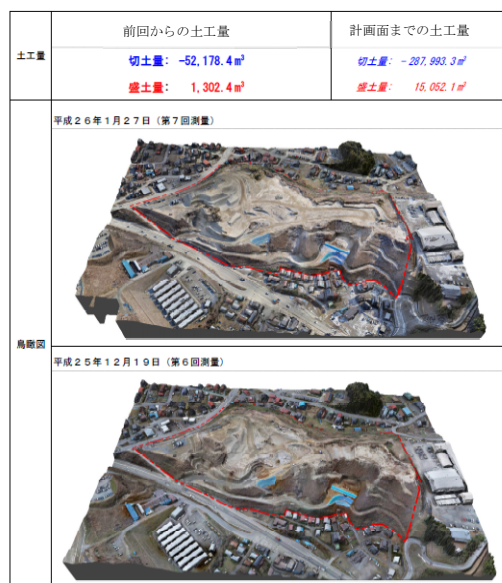 土工量
前回からの土工量
計画面までの土工量
切土量: -52,178.4㎥
切土量: -287,993.3㎥
盛土量: 1,302.4㎥
盛土量: 15,052.1㎥
平成26年1月27日(第7回測量)
鳥瞰図
平成25年12月19日(第6回測量)